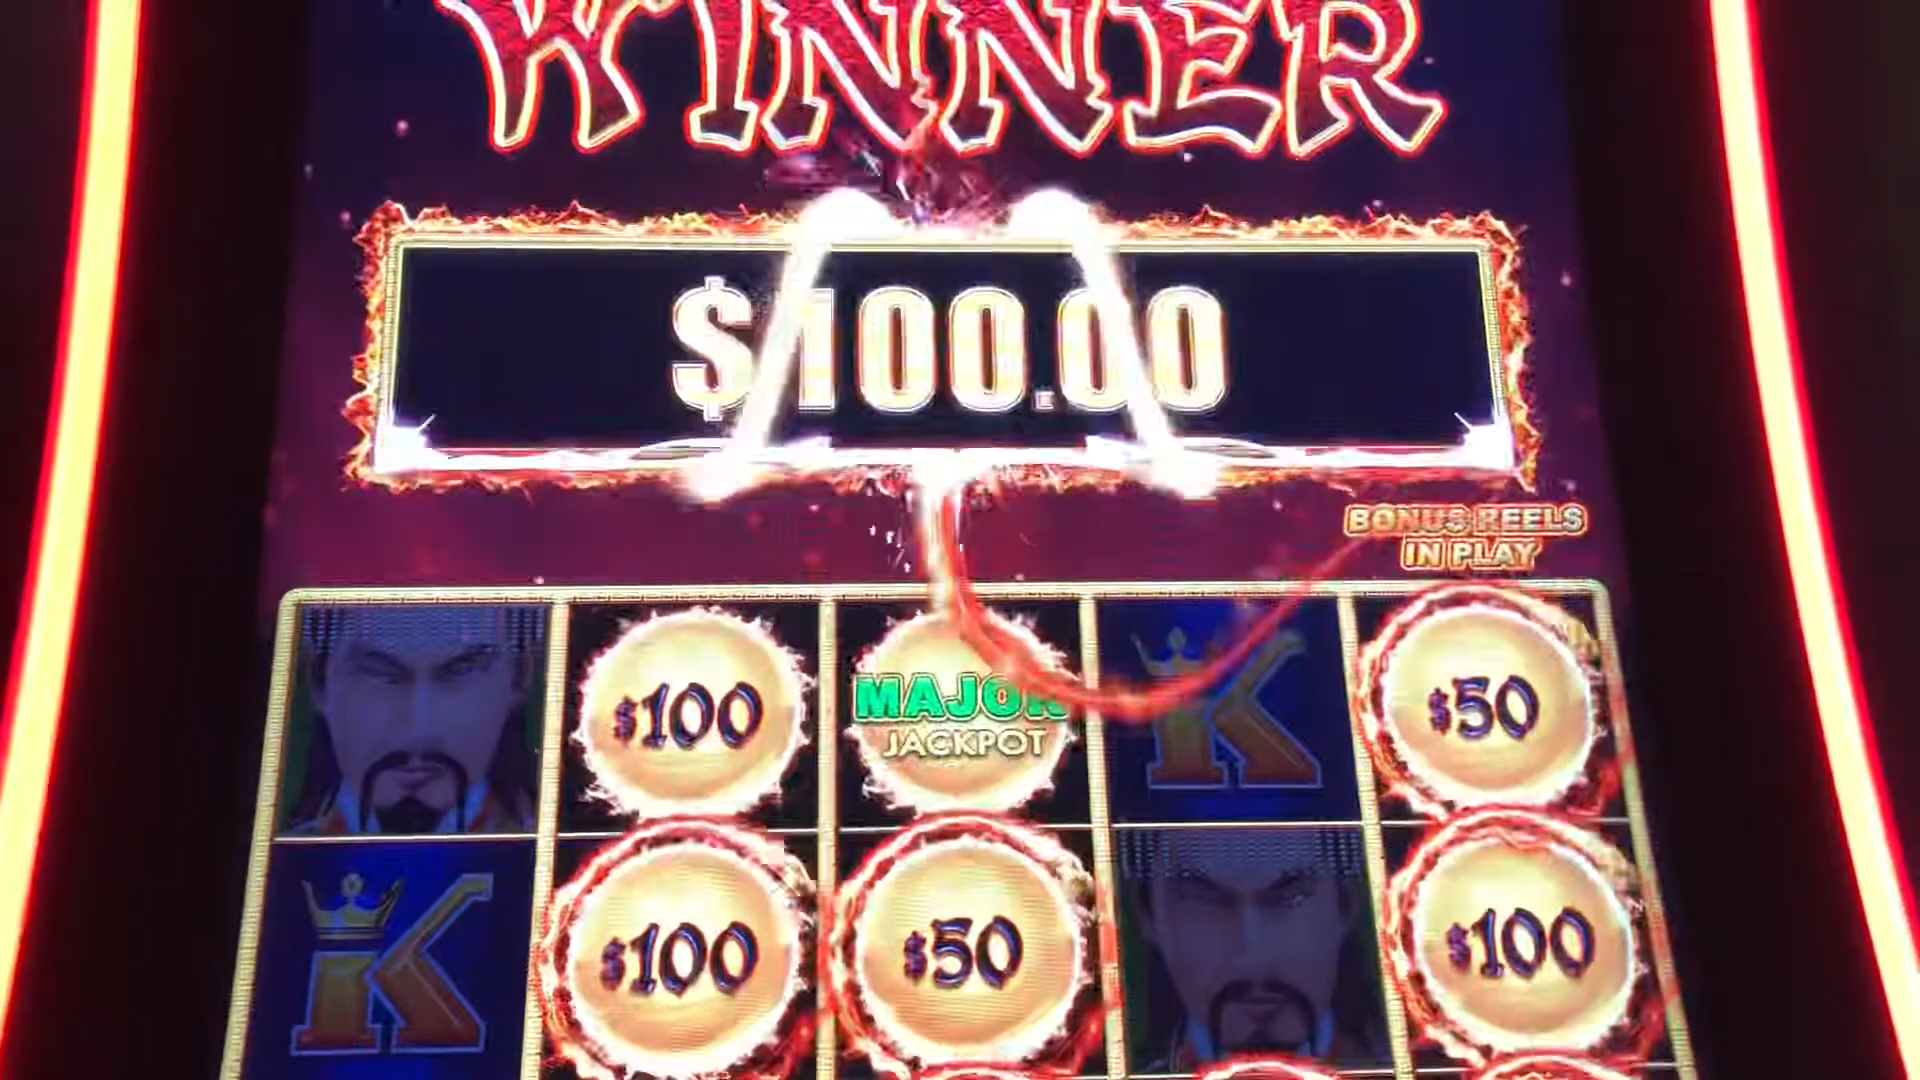 WINNER
$100.00
BONUS REELS
IN PLAY
$100
MAJOR
JACKPOT
K
$50
K
$100
$50
$100